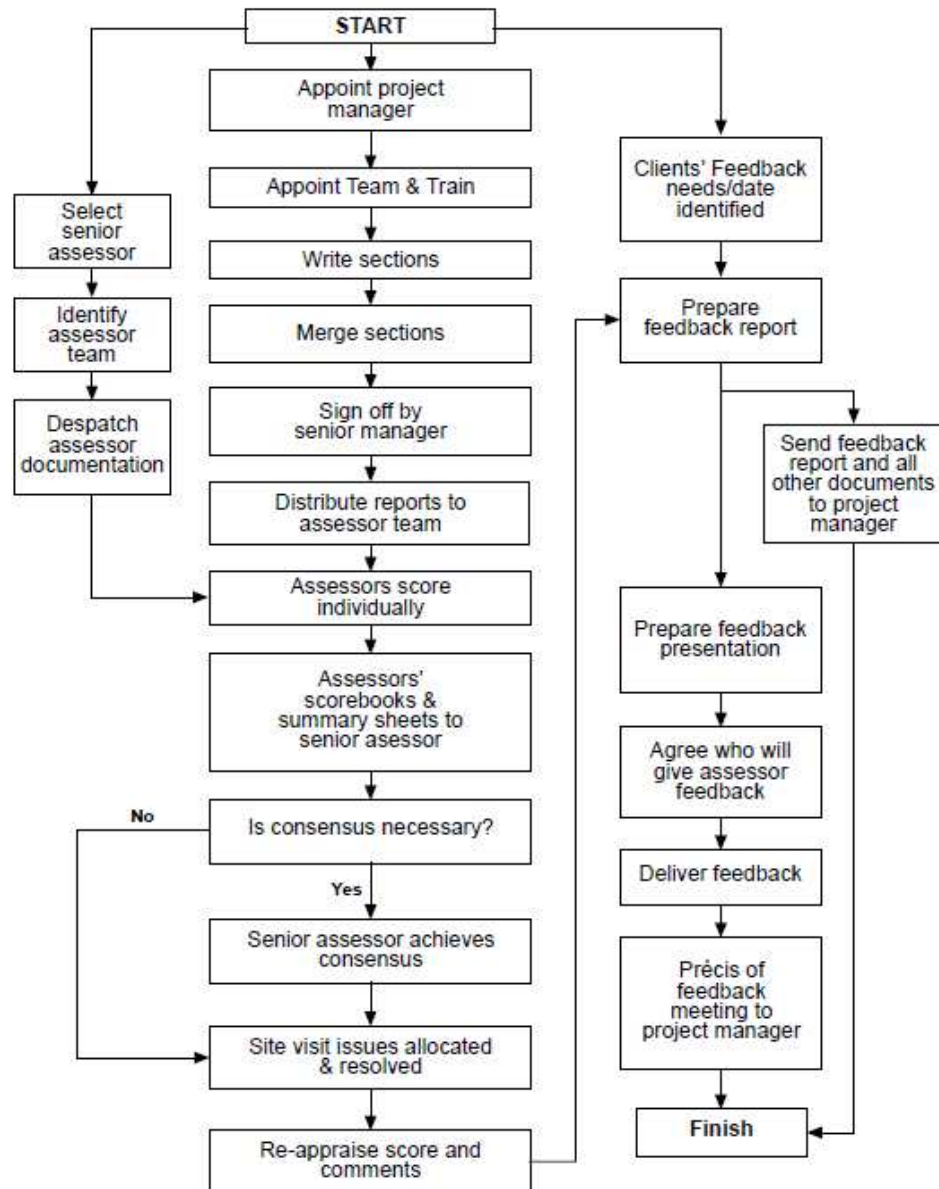 START
Appoint project
manager
Appoint Team & Train
Write sections
Merge sections
Sign off by
senior manager
Distribute reports to
assessor team
Select
senior
assessor
Identify
assessor
team
Despatch
assessor
documentation
Assessors score
individually
Assessors'
scorebooks &
summary sheets to
senior asessor
Is consensus necessary?
No
Yes
Senior assessor achieves
consensus
Site visit issues allocated
& resolved
Re-appraise score and
comments
Clients' Feedback
needs/date
identified
Prepare
feedback report
Send feedback
report and all
other documents
to project
manager
Prepare feedback
presentation
Agree who will
give assessor
feedback
Deliver feedback
Précis of
feedback
meeting to
project manager
Finish